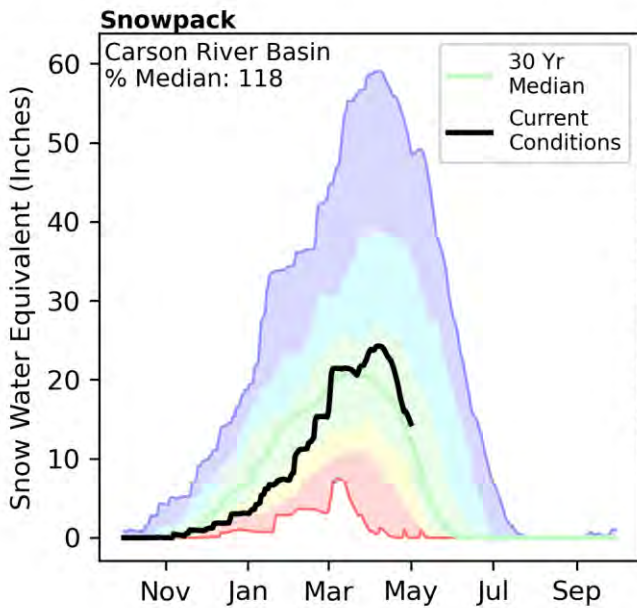 Snowpack
Carson River Basin
% Median: 118
30 Yr
Median
Current
Conditions
Snow Water Equivalent (Inches)
60
50
40
30
20
10
0
Nov
Jan
Mar
May
Jul
Sep